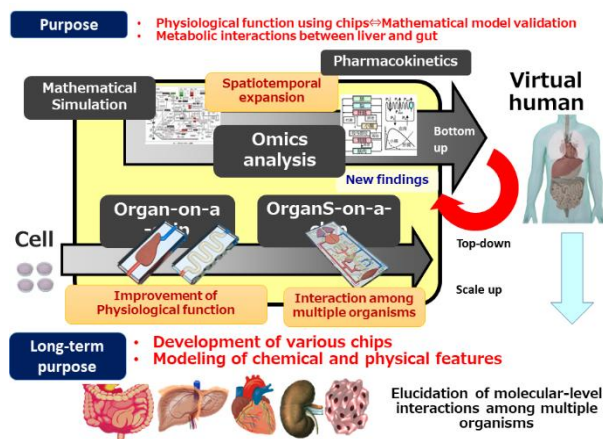 Purpose
• Physiological function using chips⇔Mathematical model validation
• Metabolic interactions between liver and gut
Pharmacokinetics
Mathematical
Simulation
Spatiotemporal
expansion
Virtual
human
Omics
analysis
Bottom
up
New findings
Organ-on-a
OrganS-on-a-
Cell
Top-down
Scale up
Improvement of
Physiological function
Interaction among
multiple organisms
Long-term
purpose
• Development of various chips
• Modeling of chemical and physical features
Elucidation of molecular-level
interactions among multiple
organisms